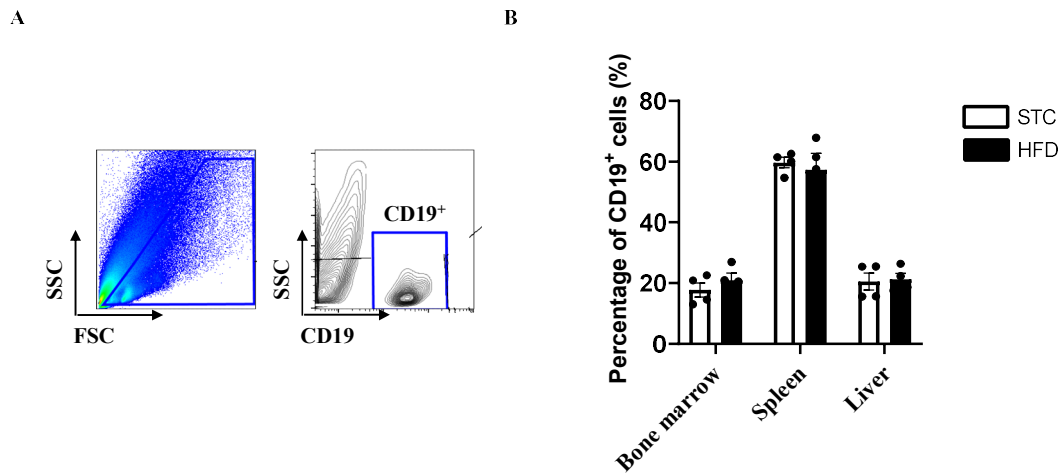 A
B
SSC
FSC
SSC
CD19⁺
CD19
Percentage of CD19⁺ cells (%)
80
60
40
20
0
Bone marrow
Spleen
Liver
STC
HFD